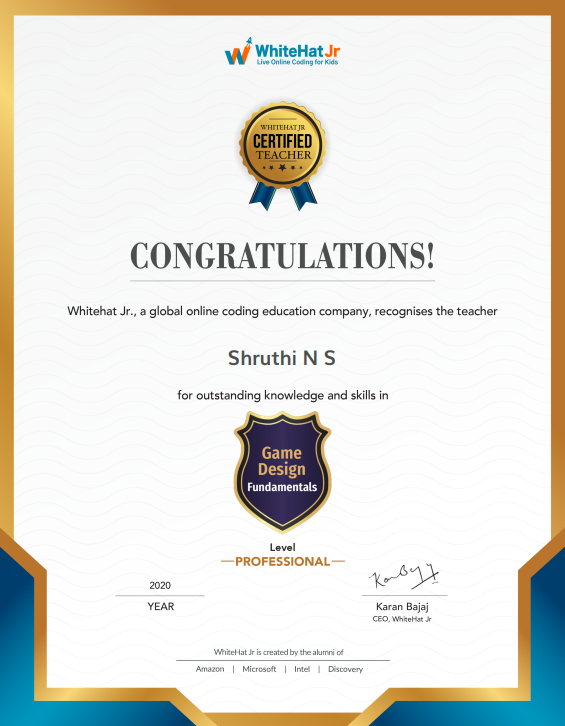 WhiteHat Jr
Live Online Coding for Kids
WHITEHAT JR
CERTIFIED
TEACHER
CONGRATULATIONS!
Whitehat Jr., a global online coding education company, recognises the teacher
Shruthi N S
for outstanding knowledge and skills in
Game
Design
Fundamentals
Level
PROFESSIONAL
2020
YEAR
Karan Bajaj
Karan Bajaj
CEO, WhiteHat Jr
WhiteHat Jr is created by the alumni of
Amazon | Microsoft | Intel | Discovery